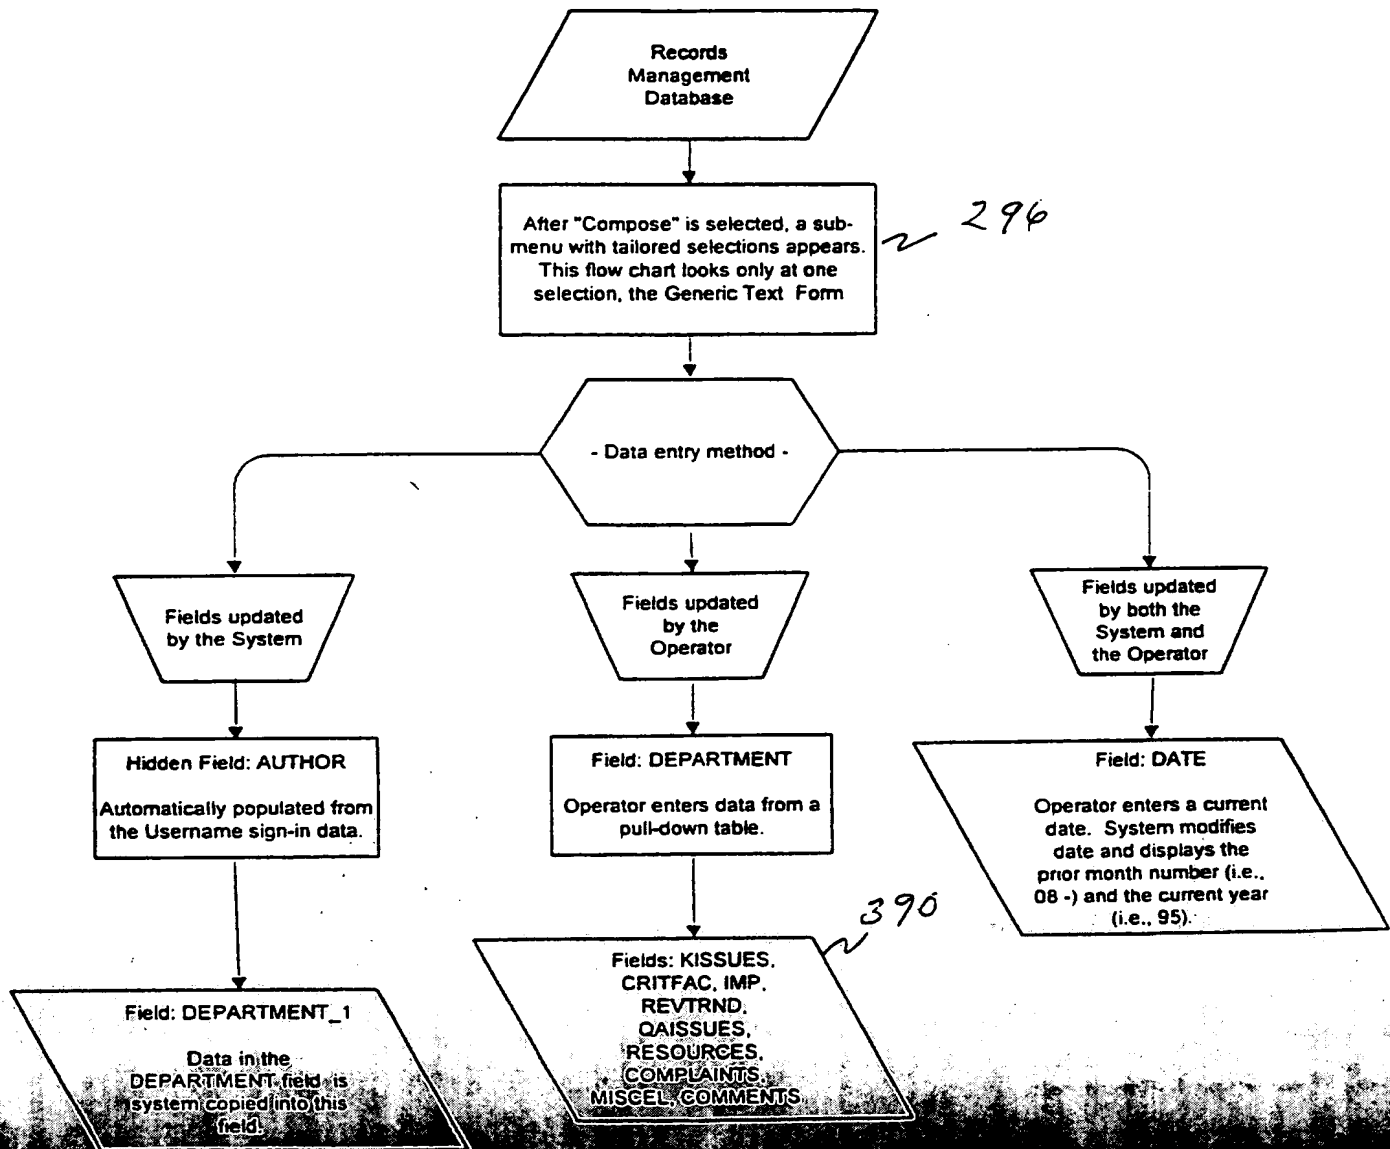 Records
Management
Database
After "Compose" is selected, a sub-
menu with tailored selections appears.
This flow chart looks only at one
selection, the Generic Text Form
296
- Data entry method -
Fields updated
by the System
Fields updated
by the
Operator
Fields updated
by both the
System and
the Operator
Hidden Field: AUTHOR
Automatically populated from
the Username sign-in data.
Field: DEPARTMENT
Operator enters data from a
pull-down table.
Field: DATE
Operator enters a current
date. System modifies
date and displays the
prior month number (i.e.,
08 -) and the current year
(i.e., 95).
390
Field: DEPARTMENT_1
Data in the
DEPARTMENT field is
system copied into this
field.
Fields: KISSUES,
CRITFAC, IMP,
REVTRND,
QAISSUES,
RESOURCES,
COMPLAINTS,
MISCEL, COMMENTS